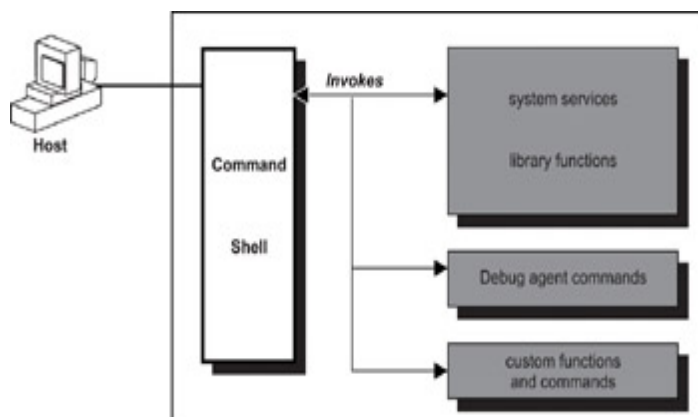 Host
Command
Shell
Invokes
system services
library functions
Debug agent commands
custom functions
and commands